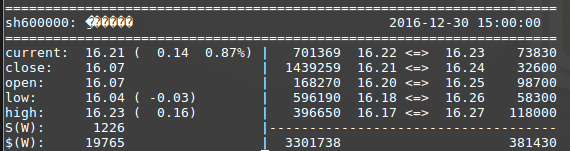 sh600000: 2016-12-30 15:00:00
current: 16.21 ( 0.14 0.87%) | 701369 16.22 <=> 16.23 73830
close: 16.07 | 1439259 16.21 <=> 16.24 32600
open: 16.07 | 168270 16.20 <=> 16.25 98700
low: 16.04 ( -0.03) | 596190 16.18 <=> 16.26 58300
high: 16.23 ( 0.16) | 396650 16.17 <=> 16.27 118000
S(W): 1226 |------------------------------------
$(W): 19765 | 3301738 381430